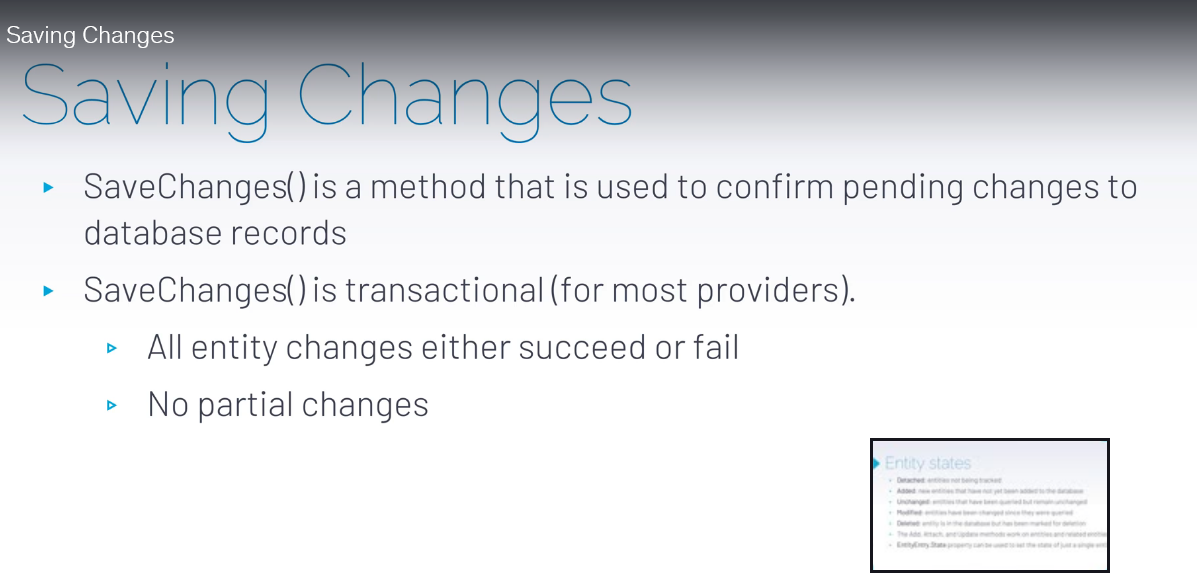 Saving Changes
Saving Changes
SaveChanges() is a method that is used to confirm pending changes to
database records
SaveChanges() is transactional (for most providers).
All entity changes either succeed or fail
No partial changes
Entity states
Detached: entities not being tracked
Added: new entities that have not yet been added to the database
Unchanged: entities that have been queried but remain unchanged
Modified: entities have been changed since they were queried
Deleted: entity is in the database but has been marked for deletion
The Add, Attach, and Update methods work on entities and related entities
EntityEntry.State property can be used to set the state of just a single